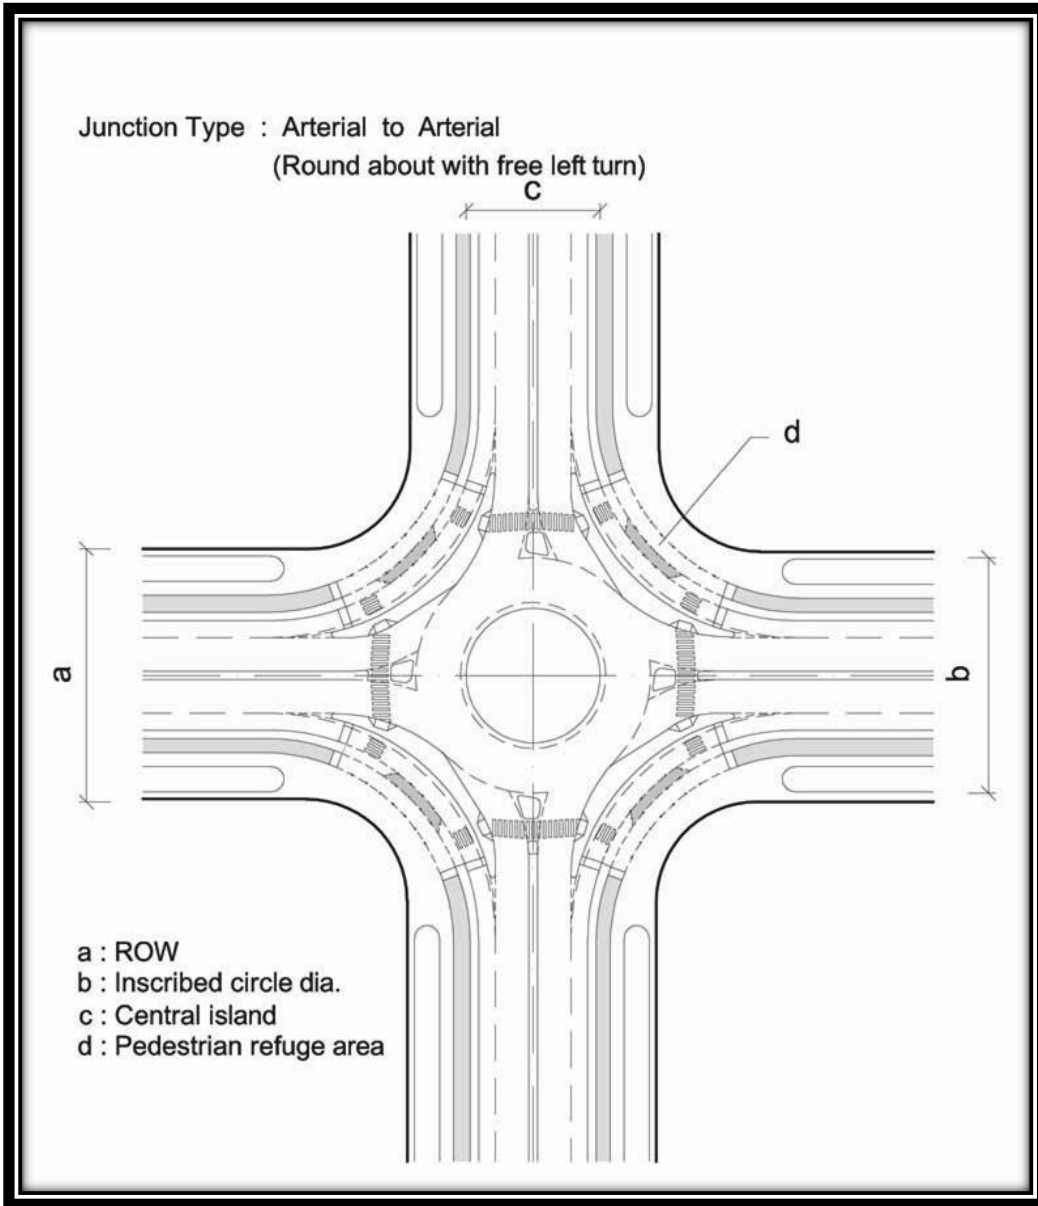 Junction Type : Arterial to Arterial
(Round about with free left turn)
c
d
a
b
a : ROW
b : Inscribed circle dia.
c : Central island
d : Pedestrian refuge area